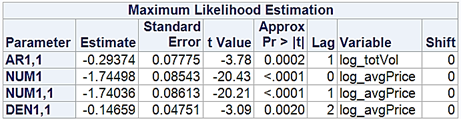 Maximum Likelihood Estimation
Parameter Estimate Standard Error t Value Approx Pr > |t| Lag Variable Shift
AR1,1 -0.29374 0.07775 -3.78 0.0002 1 log_totVol 0
NUM1 -1.74498 0.08543 -20.43 <.0001 0 log_avgPrice 0
NUM1,1 -1.74036 0.08613 -20.21 <.0001 1 log_avgPrice 0
DEN1,1 -0.14659 0.04751 -3.09 0.0020 2 log_avgPrice 0